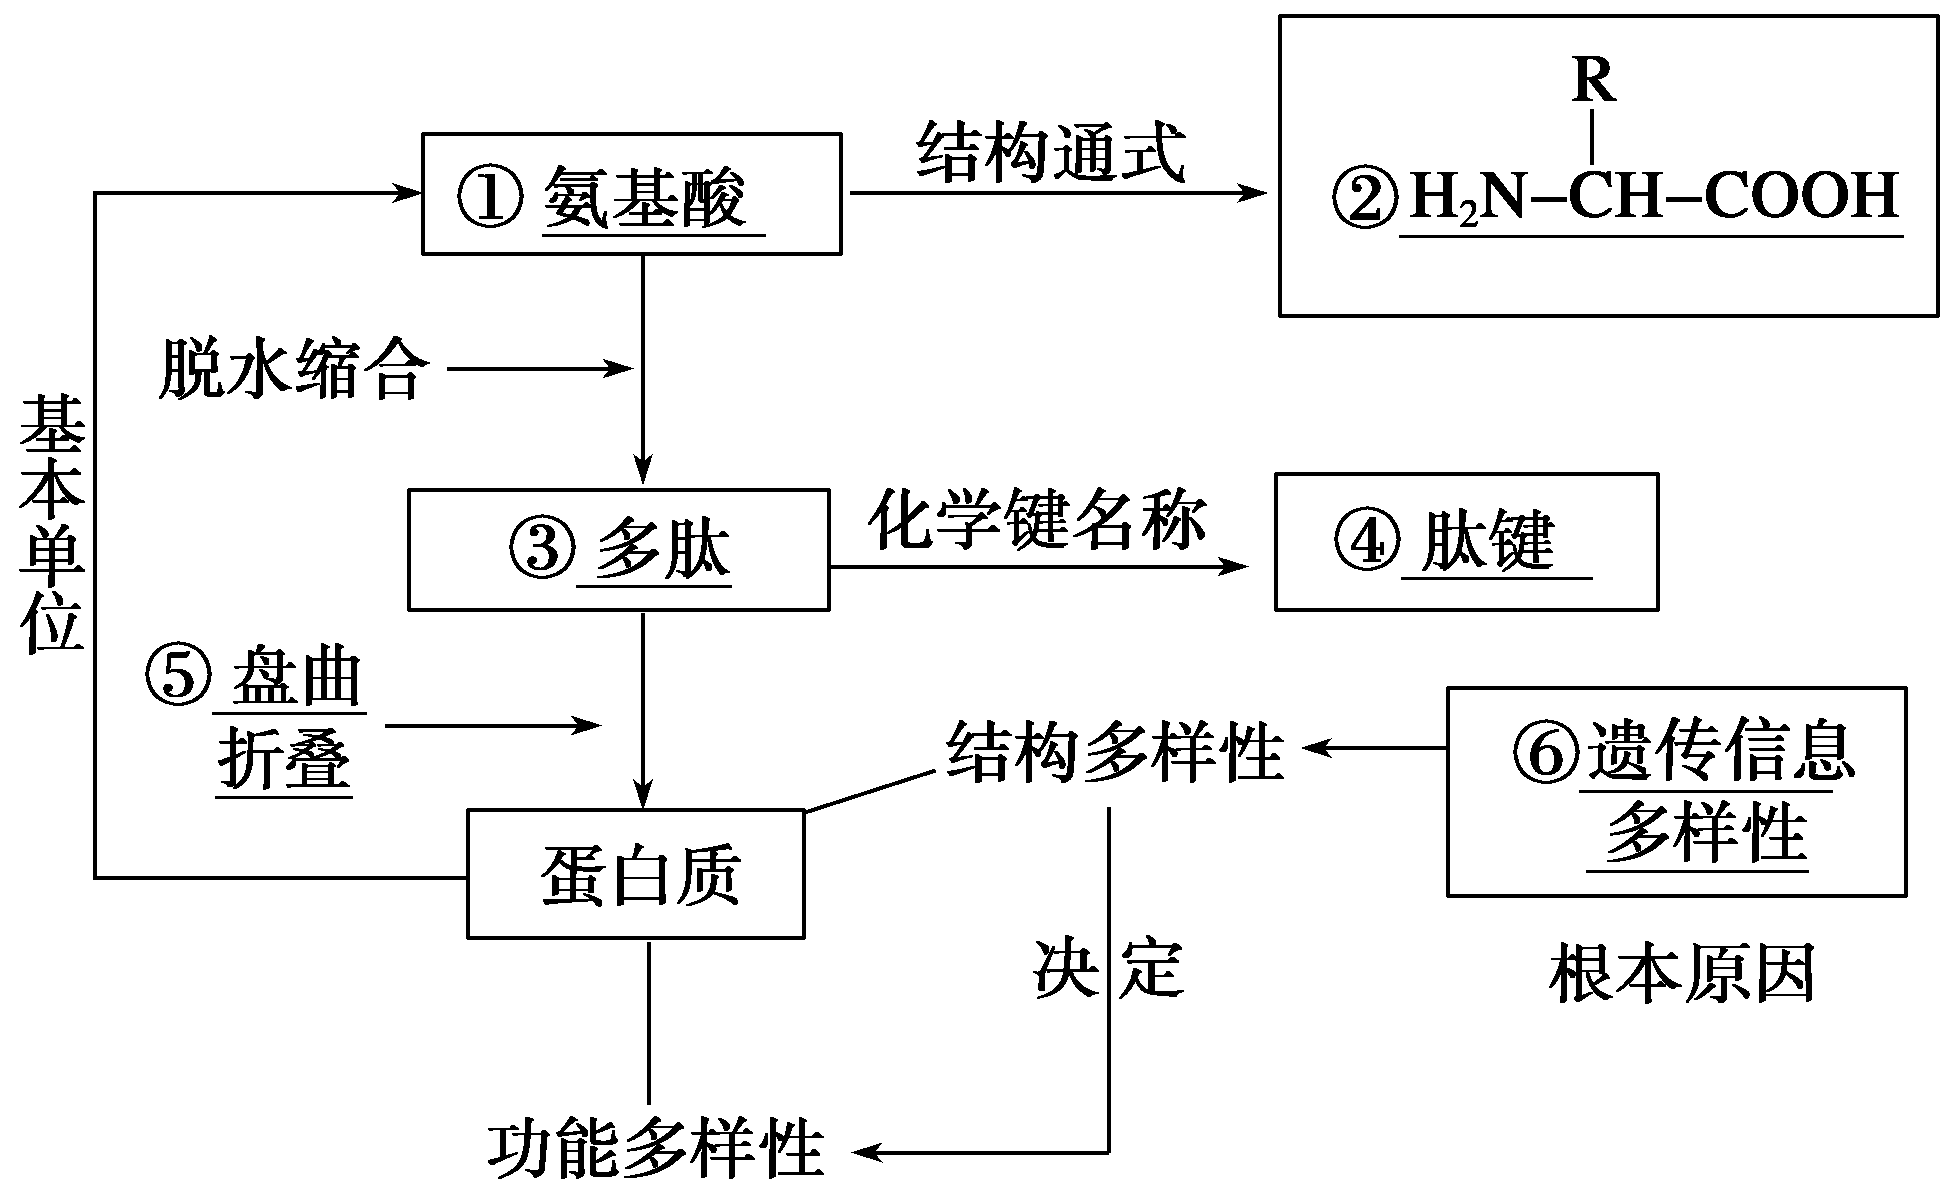 R
①氨基酸
结构通式
②H₂N–CH–COOH
脱水缩合
基本单位
③多肽
化学键名称
④肽键
⑤盘曲
折叠
结构多样性
⑥遗传信息
多样性
蛋白质
决定
根本原因
功能多样性